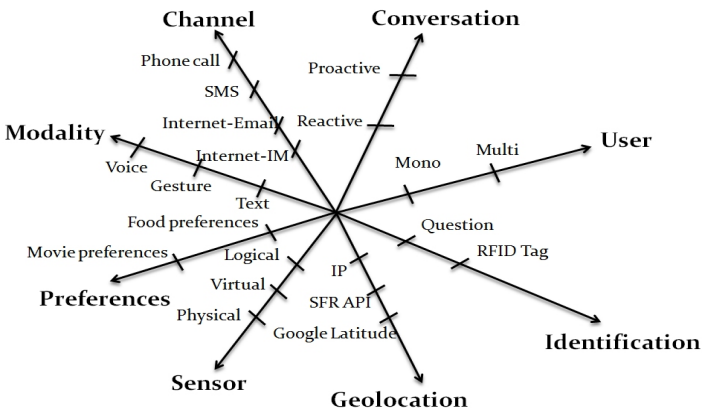 Channel
Conversation
Phone call
Proactive
SMS
Internet-Email
Reactive
Modality
User
Internet-IM
Multi
Voice
Mono
Gesture
Text
Food preferences
Question
Movie preferences
Logical
RFID Tag
IP
Virtual
Preferences
SFR API
Physical
Google Latitude
Identification
Sensor
Geolocation